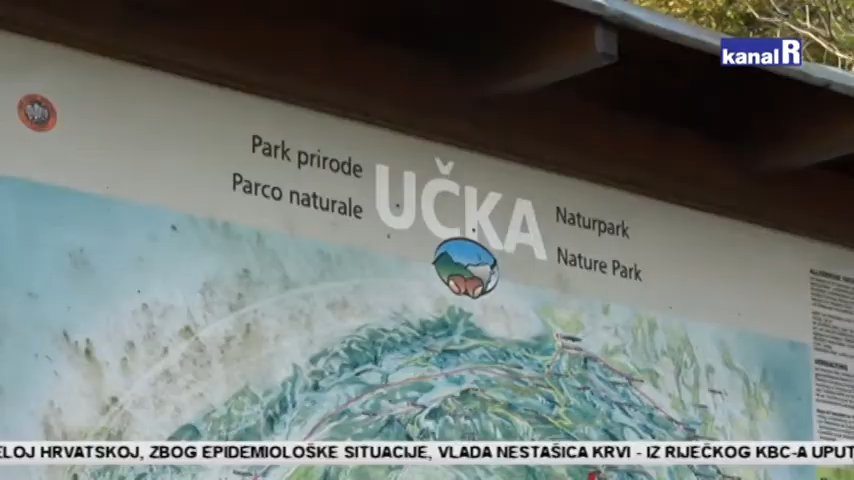 kanal R
Park prirode
Parco naturale
UČKA
Naturpark
Nature Park
ELOJ HRVATSKOJ, ZBOG EPIDEMIOLOŠKE SITUACIJE, VLADA NESTAŠICA KRVI - IZ RIJEČKOG KBC-A UPUT